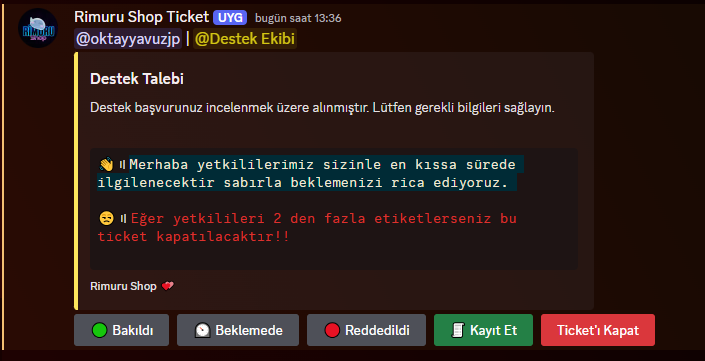 Rimuru Shop Ticket UYG bugün saat 13:36
@oktayyavuzjp | @Destek Ekibi
Destek Talebi
Destek başvurunuz incelenmek üzere alınmıştır. Lütfen gerekli bilgileri sağlayın.
👋 〢Merhaba yetkililerimiz sizinle en kıssa sürede
ilgilenecektir sabırla beklemenizi rica ediyoruz.
😒 〢Eğer yetkilileri 2 den fazla etiketlerseniz bu
ticket kapatılacaktır!!
Rimuru Shop 💕
Bakıldı Beklemede Reddedildi Kayıt Et Ticket'ı Kapat